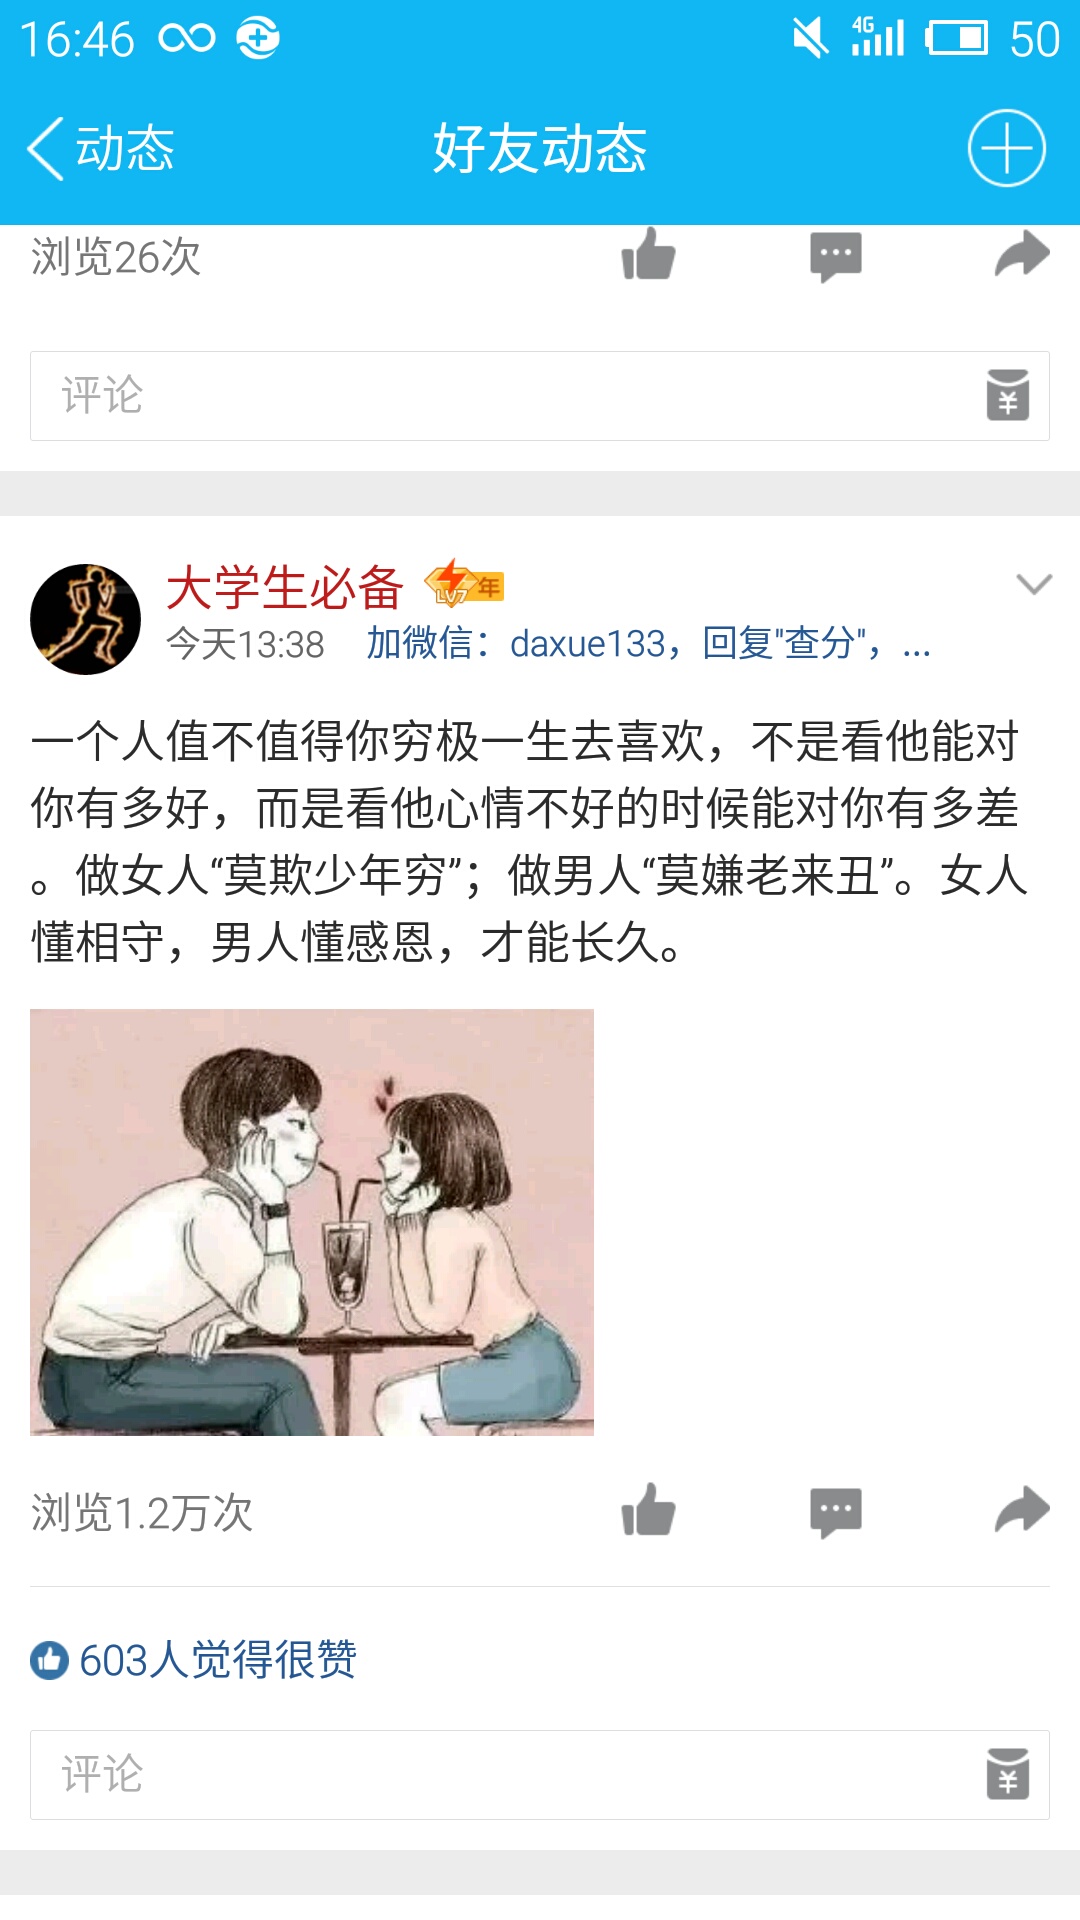 16:46 4G 50
动态 好友动态
浏览26次
评论
大学生必备 LV7 年
今天13:38 加微信：daxue133，回复"查分"，...
一个人值不值得你穷极一生去喜欢，不是看他能对
你有多好，而是看他心情不好的时候能对你有多差
。做女人“莫欺少年穷”；做男人“莫嫌老来丑”。女人
懂相守，男人懂感恩，才能长久。
浏览1.2万次
603人觉得很赞
评论